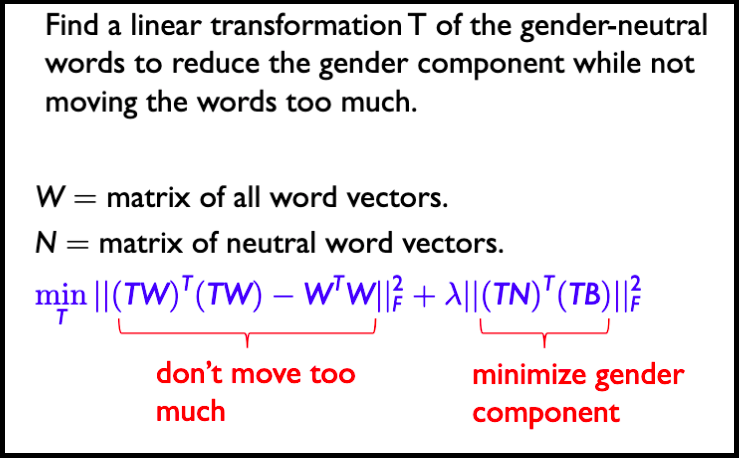 Find a linear transformation T of the gender-neutral
words to reduce the gender component while not
moving the words too much.
W = matrix of all word vectors.
N = matrix of neutral word vectors.
min_T ||(TW)^T(TW) − W^TW||_F^2 + λ||(TN)^T(TB)||_F^2
don't move too much
minimize gender component